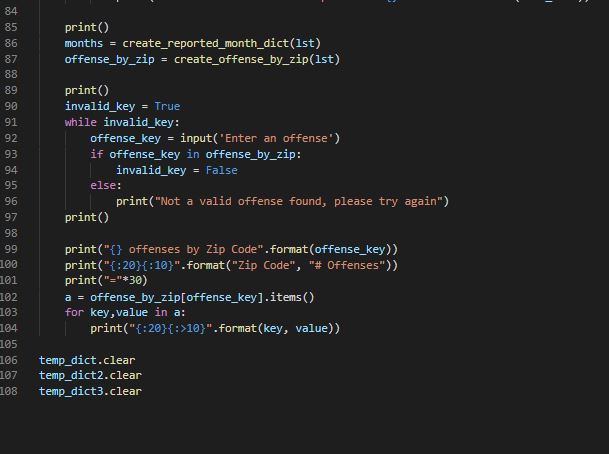 84
85 print()
86 months = create_reported_month_dict(lst)
87 offense_by_zip = create_offense_by_zip(lst)
88
89 print()
90 invalid_key = True
91 while invalid_key:
92 offense_key = input('Enter an offense')
93 if offense_key in offense_by_zip:
94 invalid_key = False
95 else:
96 print("Not a valid offense found, please try again")
97 print()
98
99 print("{} offenses by Zip Code".format(offense_key))
100 print("{:20}{:10}".format("Zip Code", "# Offenses"))
101 print("="*30)
102 a = offense_by_zip[offense_key].items()
103 for key,value in a:
104 print("{:20}{:>10}".format(key, value))
105
106 temp_dict.clear
107 temp_dict2.clear
108 temp_dict3.clear